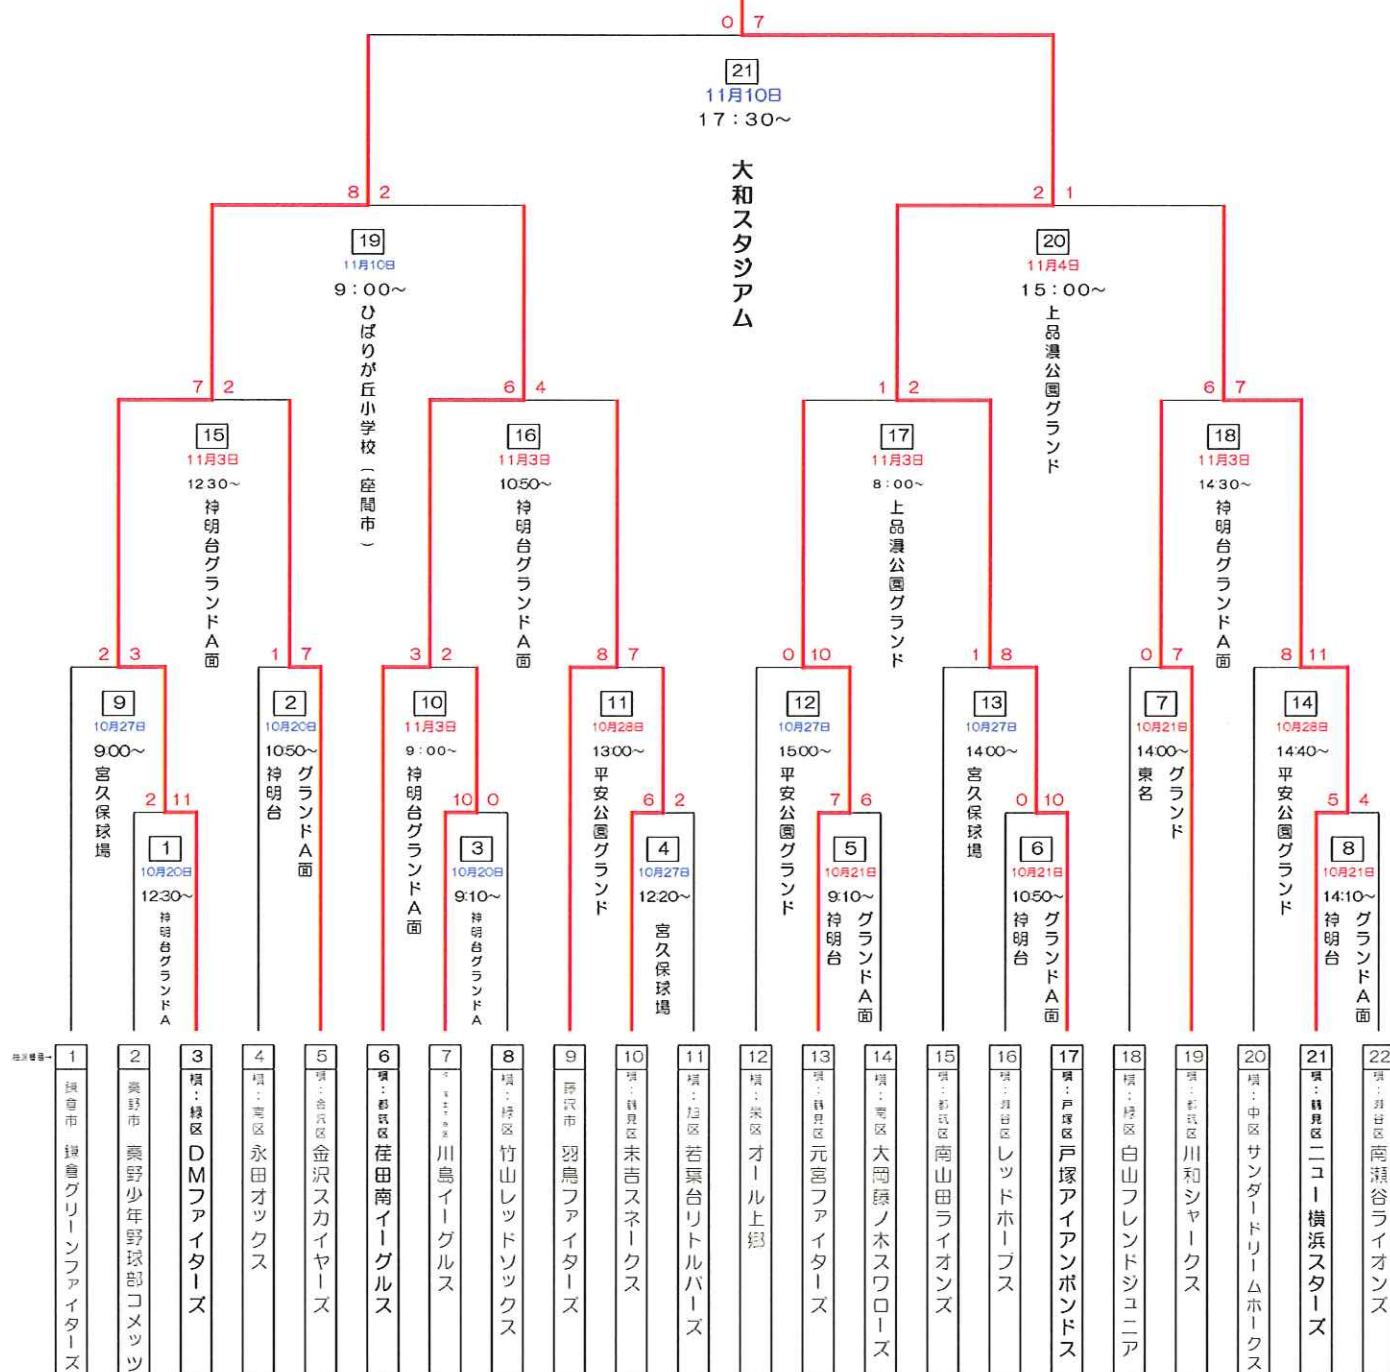 0 7
21
11月10日
17:30～
大和スタジアム
8 2
19
11月10日
9:00～
ひばりが丘小学校（座間市）
2 1
20
11月4日
15:00～
上品濃公園グランド
7 2
15
11月3日
12:30～
神明台グランドA面
6 4
16
11月3日
10:50～
神明台グランドA面
1 2
17
11月3日
8:00～
上品濃公園グランド
6 7
18
11月3日
14:30～
神明台グランドA面
2 3
9
10月27日
9:00～
宮久保球場
1 7
2
10月20日
10:50～
神明台
グランドA面
3 2
10
11月3日
9:00～
神明台グランドA面
8 7
11
10月28日
13:00～
平安公園グランド
0 10
12
10月27日
15:00～
平安公園グランド
1 8
13
10月27日
14:00～
宮久保球場
0 7
7
10月21日
14:00～
東名
グランド
8 11
14
10月28日
14:40～
平安公園グランド
2 11
1
10月20日
12:30～
神明台グランドA
10 0
3
10月20日
9:10～
神明台グランドA
6 2
4
10月27日
12:20～
宮久保球場
7 6
5
10月21日
9:10～
神明台
グランドA面
0 10
6
10月21日
10:50～
神明台
グランドA面
5 4
8
10月21日
14:10～
神明台
グランドA面
1 鎌倉市 鎌倉グリーンファイターズ
2 秦野市 秦野少年野球部コメッツ
3 横:緑区 DMファイターズ
4 横:南区 永田オックス
5 横:金沢区 金沢スカイヤーズ
6 横:都筑区 荏田南イーグルス
7 川島イーグルス
8 横:緑区 竹山レッドソックス
9 藤沢市 羽鳥ファイターズ
10 横:鶴見区 末吉スネークス
11 横:旭区 若葉台リトルバーズ
12 横:栄区 オール上郷
13 横:鶴見区 元宮ファイターズ
14 横:南区 大岡藤ノ木スワローズ
15 横:都筑区 南山田ライオンズ
16 横:瀬谷区 レッドホープス
17 横:戸塚区 戸塚アイアンボンドス
18 横:緑区 白山フレンドジュニア
19 横:都筑区 川和シャークス
20 横:中区 サンダードリームホークス
21 横:鶴見区 ニュー横浜スターズ
22 横:瀬谷区 南瀬谷ライオンズ